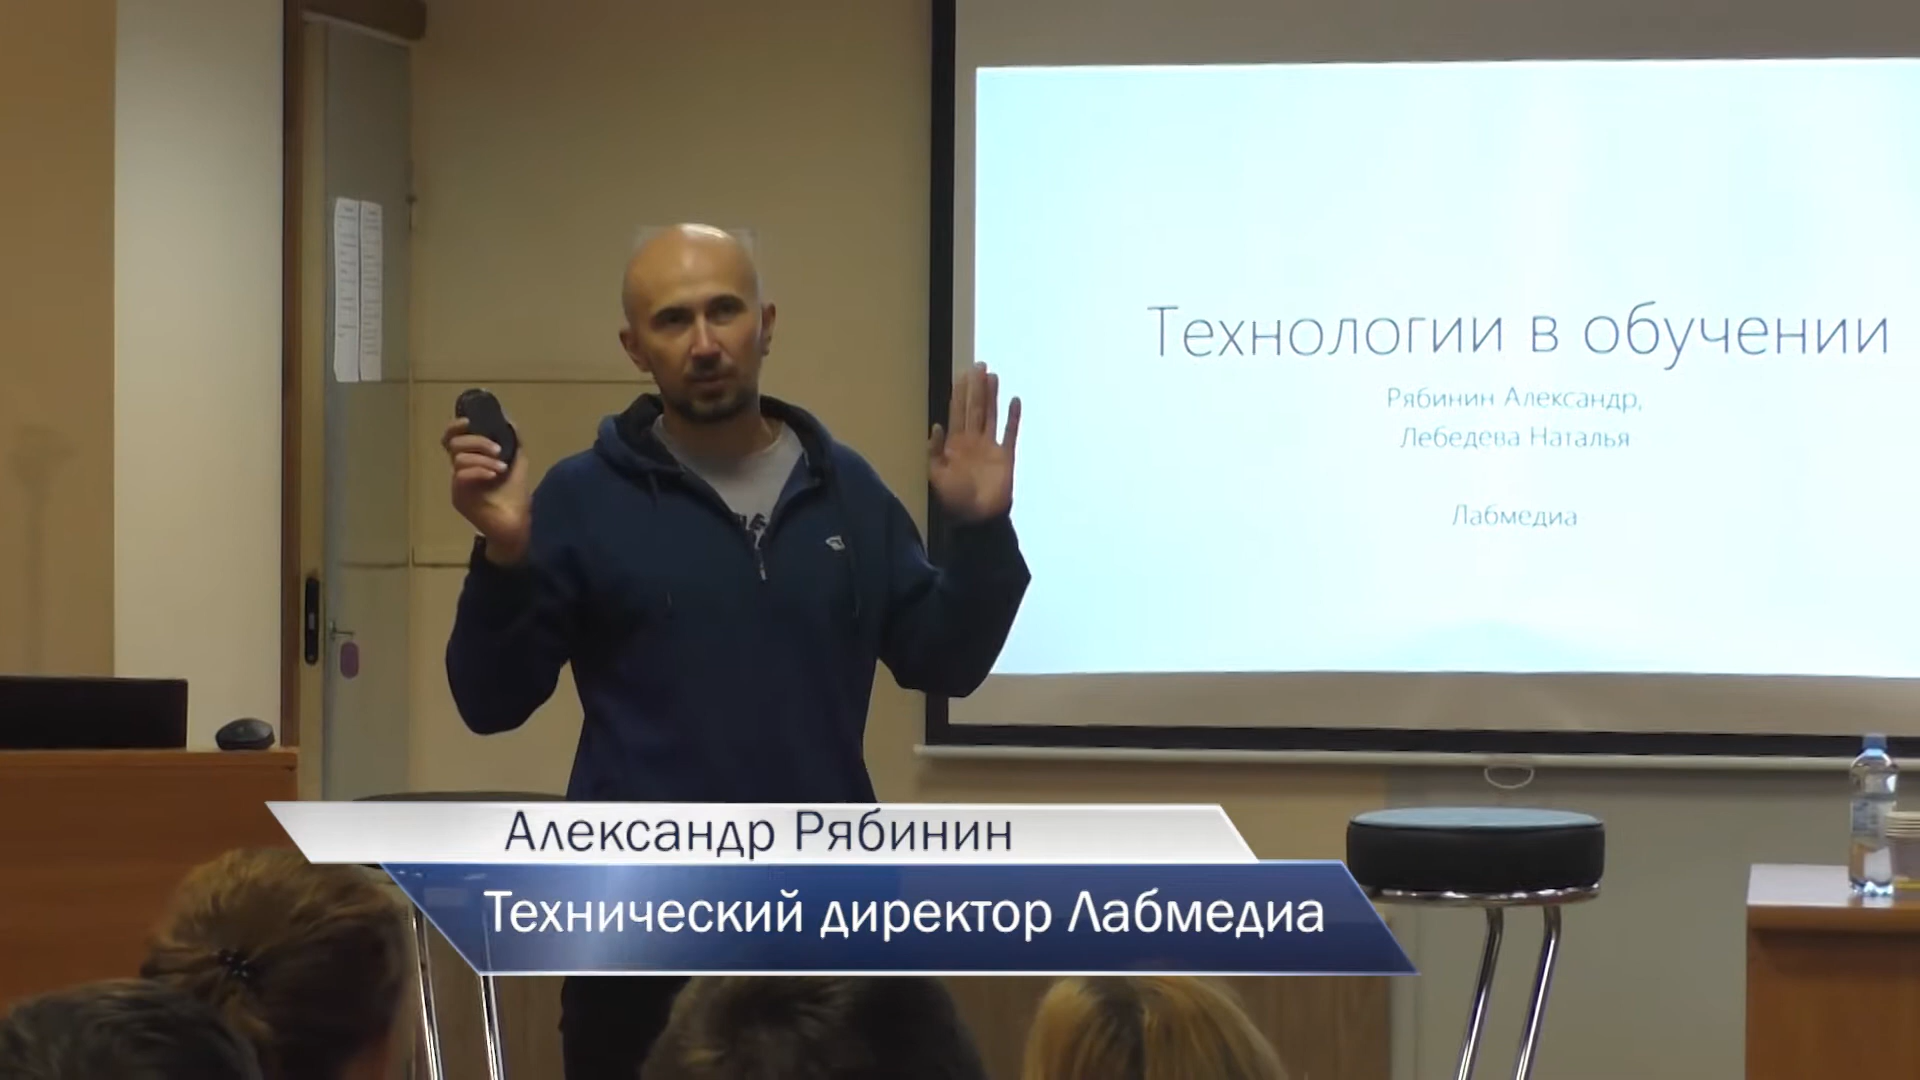 Технологии в обучении
Рябинин Александр,
Лебедева Наталья
Лабмедиа
Александр Рябинин
Технический директор Лабмедиа